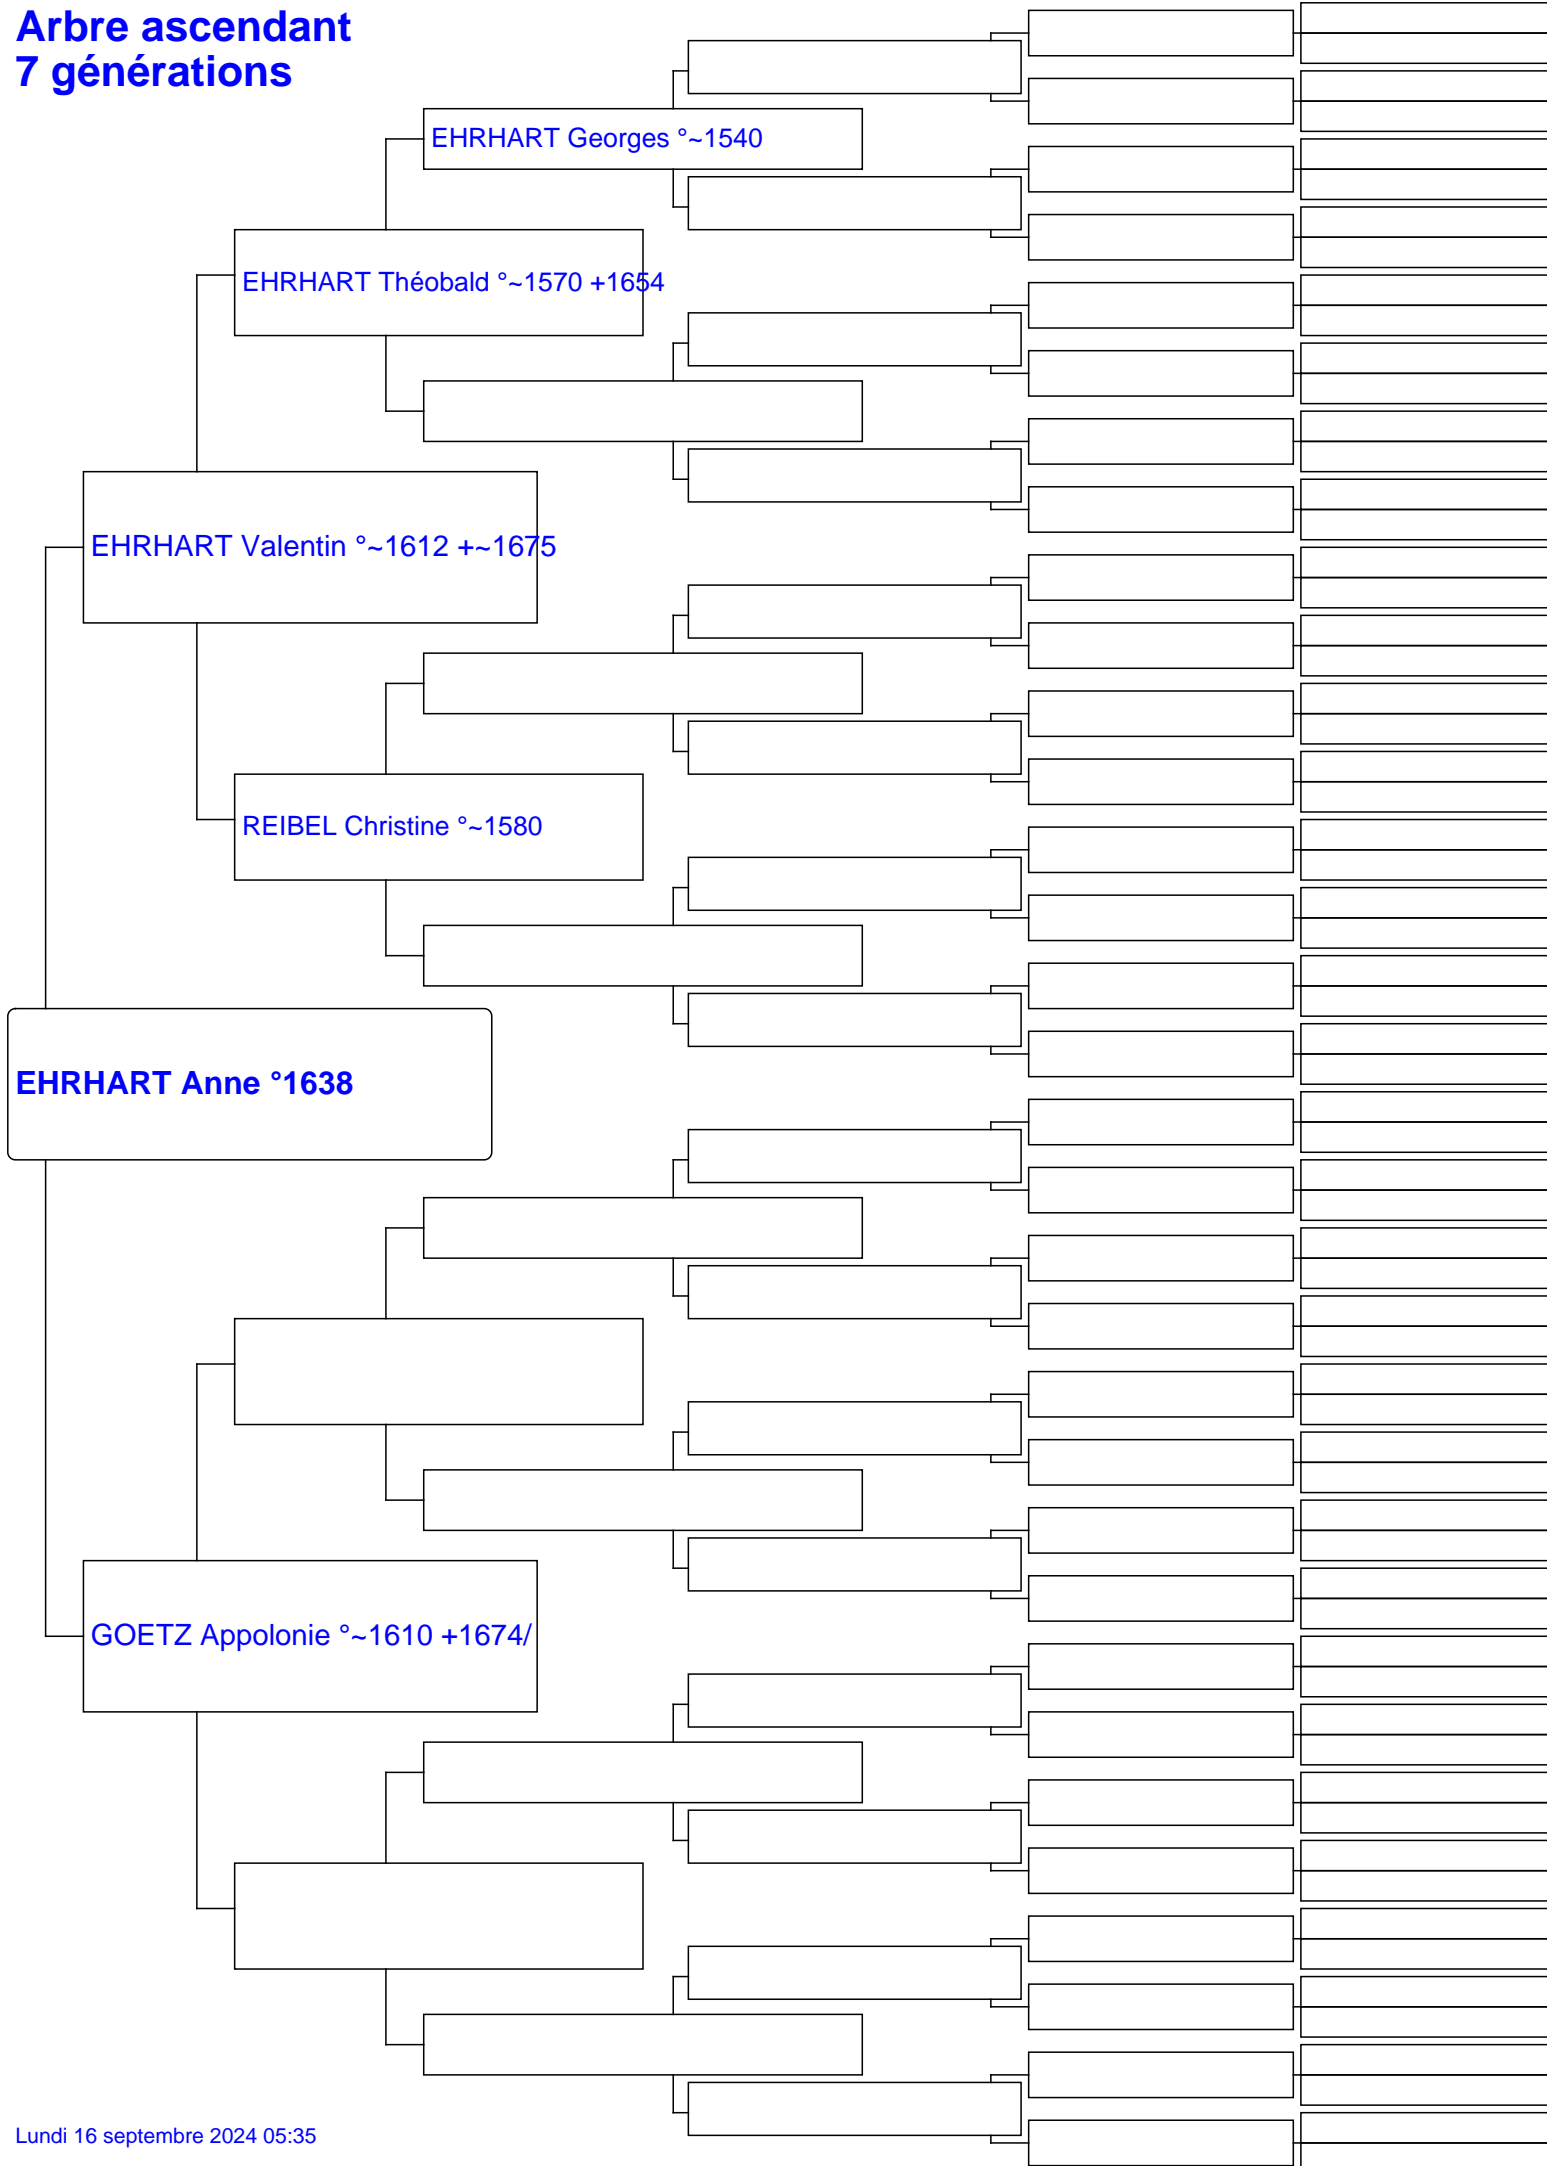 Arbre ascendant
7 générations
EHRHART Georges °~1540
EHRHART Théobald °~1570 +1654
EHRHART Valentin °~1612 +~1675
REIBEL Christine °~1580
EHRHART Anne °1638
GOETZ Appolonie °~1610 +1674/
Lundi 16 septembre 2024 05:35